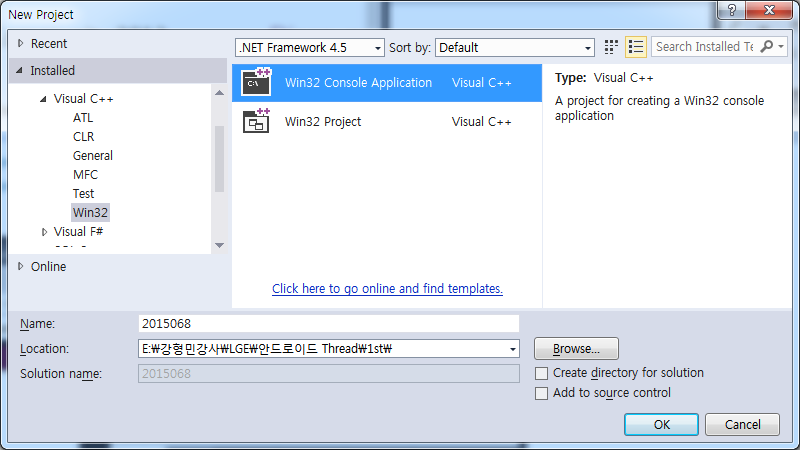 New Project
Recent
Installed
Visual C++
ATL
CLR
General
MFC
Test
Win32
Visual F#
Online
.NET Framework 4.5
Sort by: Default
Search Installed Te
Win32 Console Application Visual C++
Win32 Project Visual C++
Click here to go online and find templates.
Type: Visual C++
A project for creating a Win32 console
application
Name: 2015068
Location: E:₩강형민강사₩LGE₩안드로이드 Thread₩1st₩
Browse...
Solution name: 2015068
Create directory for solution
Add to source control
OK
Cancel